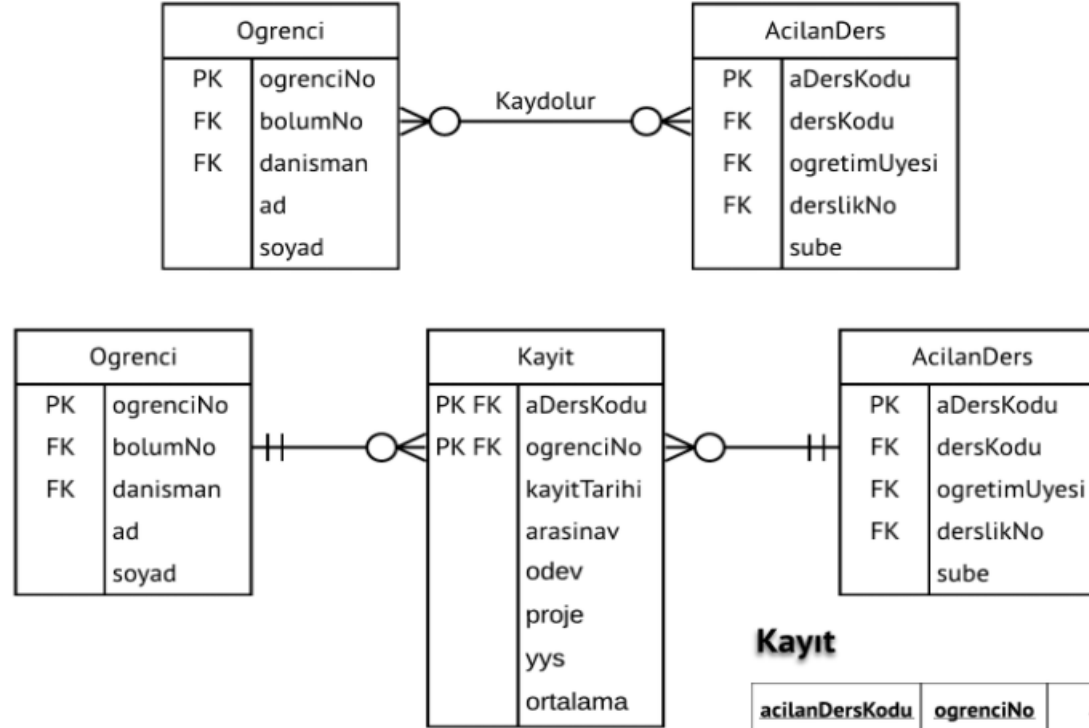 Ogrenci
PK ogrenciNo
FK bolumNo
FK danisman
ad
soyad
Kaydolur
AcilanDers
PK aDersKodu
FK dersKodu
FK ogretimUyesi
FK derslikNo
sube
Ogrenci
PK ogrenciNo
FK bolumNo
FK danisman
ad
soyad
Kayit
PK FK aDersKodu
PK FK ogrenciNo
kayitTarihi
arasinav
odev
proje
yys
ortalama
AcilanDers
PK aDersKodu
FK dersKodu
FK ogretimUyesi
FK derslikNo
sube
Kayıt
acilanDersKodu ogrenciNo